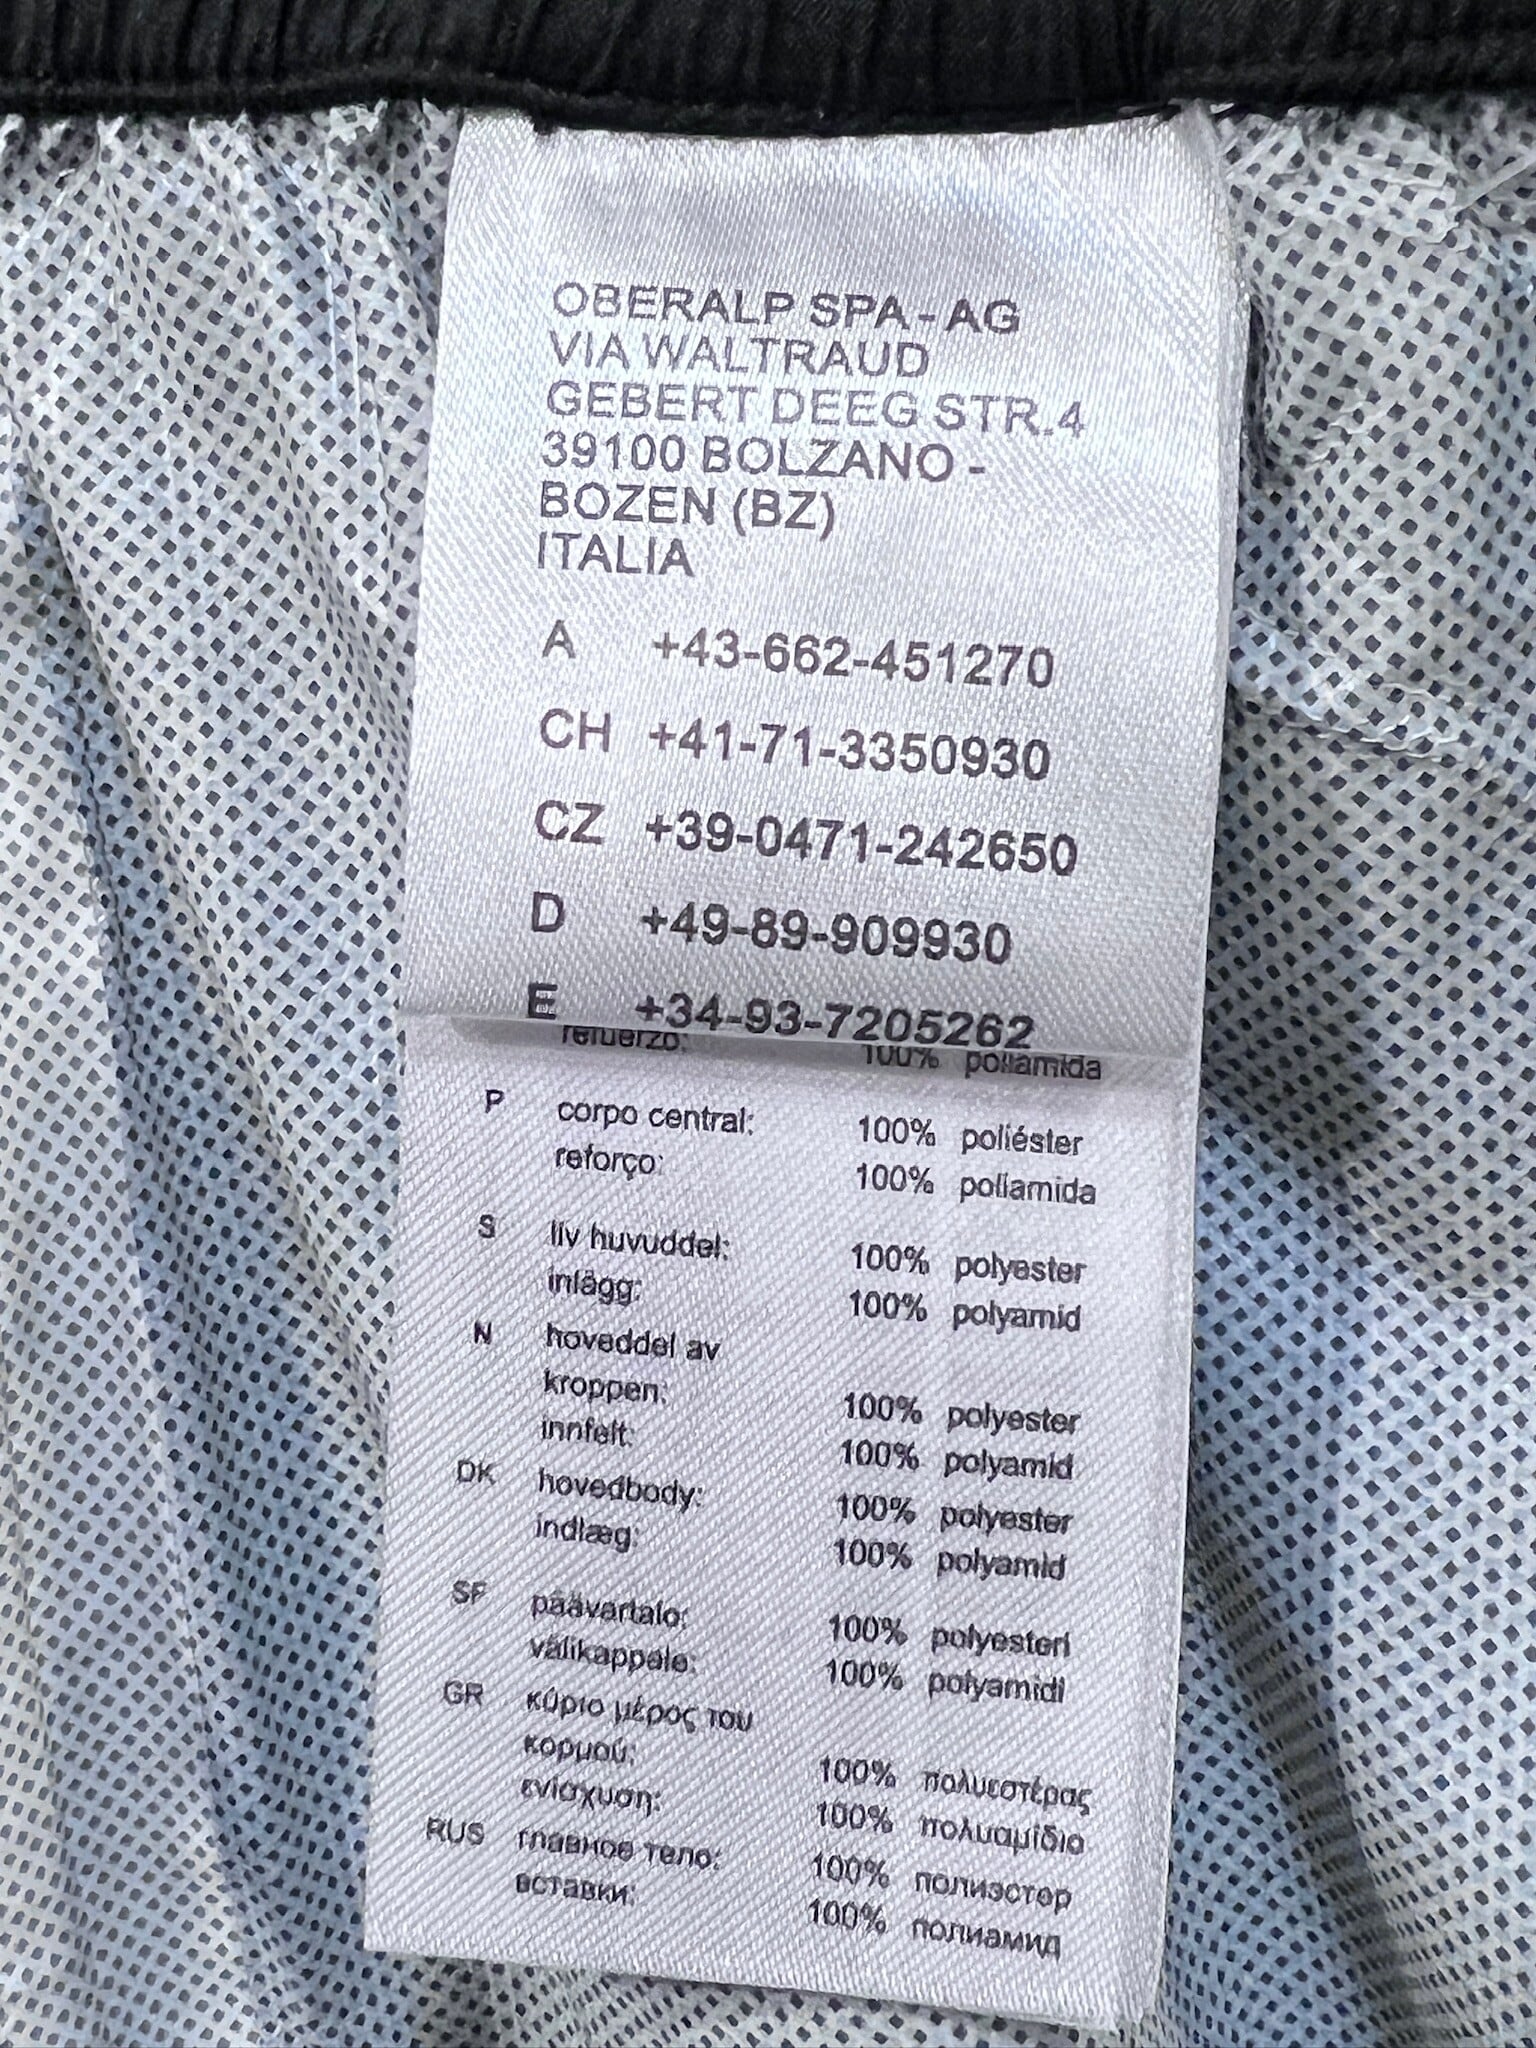 OBERALP SPA - AG
VIA WALTRAUD
GEBERT DEEG STR.4
39100 BOLZANO -
BOZEN (BZ)
ITALIA
A +43-662-451270
CH +41-71-3350930
CZ +39-0471-242650
D +49-89-909930
E +34-93-7205262
refuerzo: 100% poliamida
P corpo central: 100% poliéster
reforço: 100% poliamida
S liv huvuddel: 100% polyester
inlägg: 100% polyamid
N hoveddel av
kroppen: 100% polyester
innfelt: 100% polyamid
DK hovedbody: 100% polyester
indlæg: 100% polyamid
SF päävartalo: 100% polyesteri
välikappale: 100% polyamidi
GR κύριο μέρος του
κορμού: 100% πολυεστέρας
ενίσχυση: 100% πολυαμίδιο
RUS главное тело: 100% полиэстер
вставки: 100% полиамид